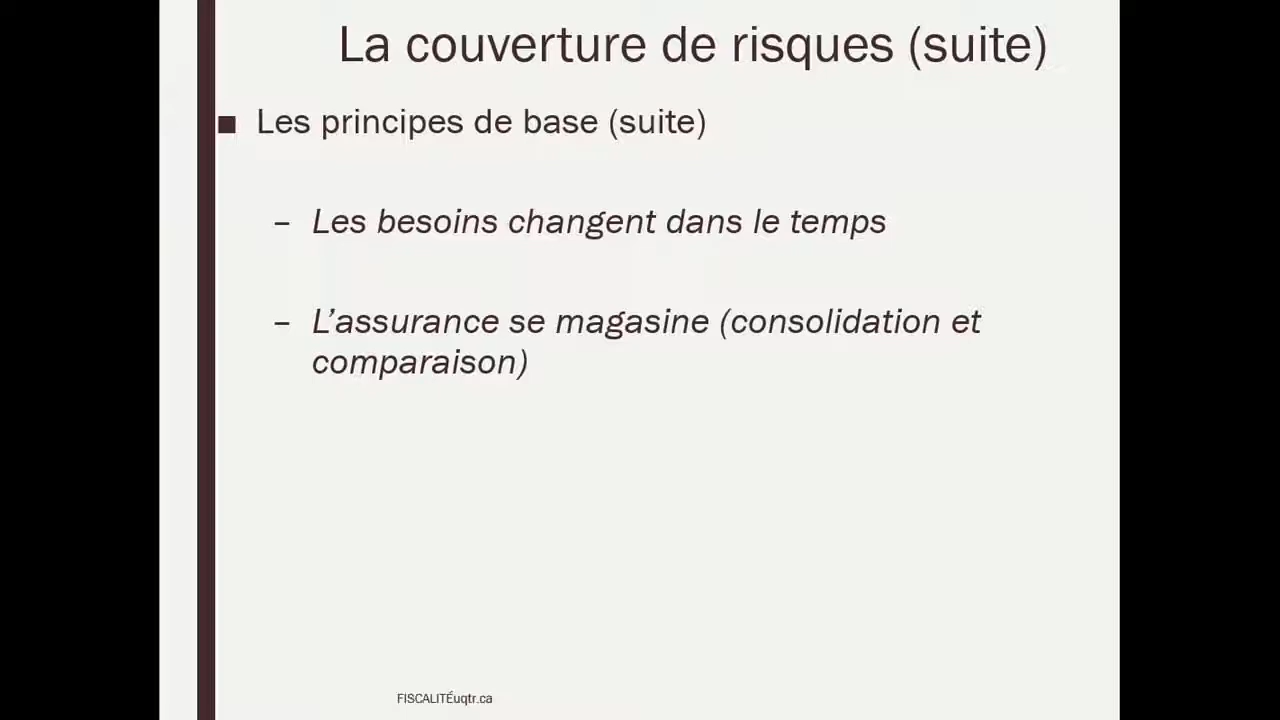 La couverture de risques (suite)
■ Les principes de base (suite)
– Les besoins changent dans le temps
– L'assurance se magasine (consolidation et
comparaison)
FISCALITÉuqtr.ca